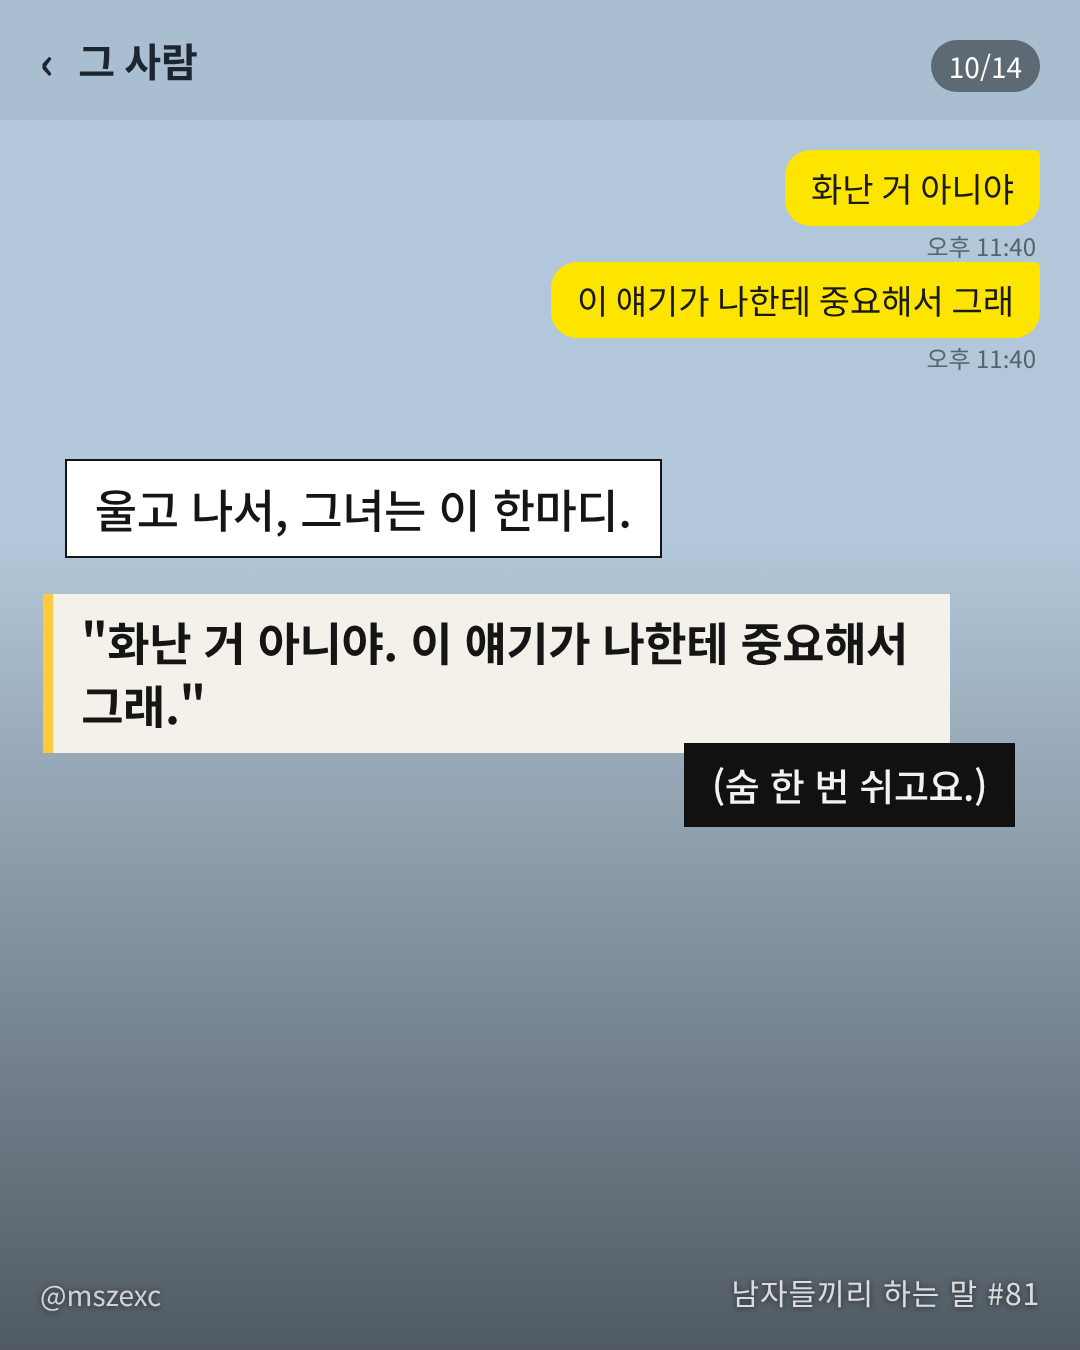 ‹ 그 사람
10/14
화난 거 아니야
오후 11:40
이 얘기가 나한테 중요해서 그래
오후 11:40
울고 나서, 그녀는 이 한마디.
"화난 거 아니야. 이 얘기가 나한테 중요해서
그래."
(숨 한 번 쉬고요.)
@mszexc
남자들끼리 하는 말 #81